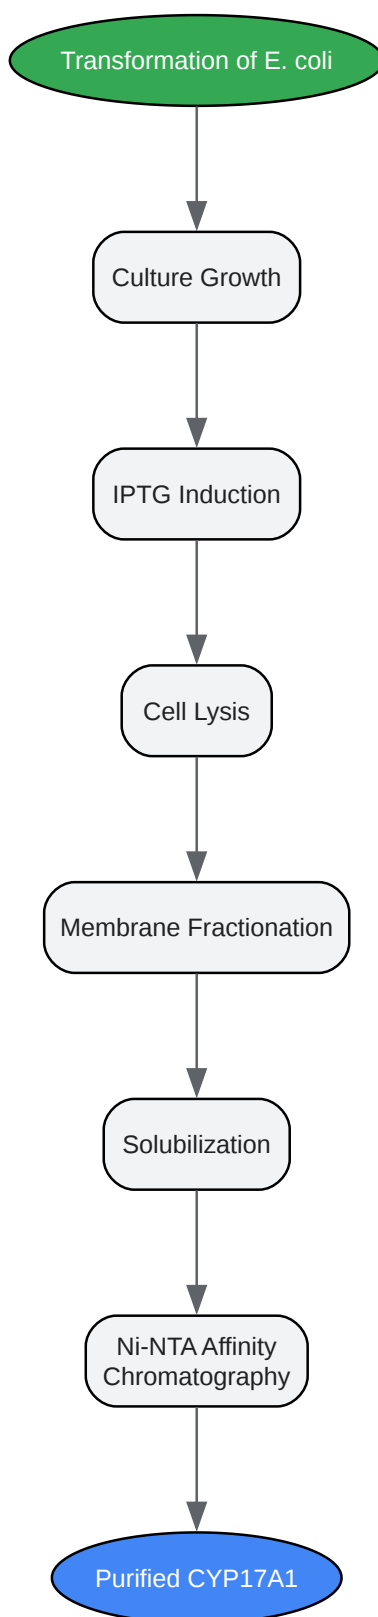 Transformation of E. coli
Culture Growth
IPTG Induction
Cell Lysis
Membrane Fractionation
Solubilization
Ni-NTA Affinity
Chromatography
Purified CYP17A1